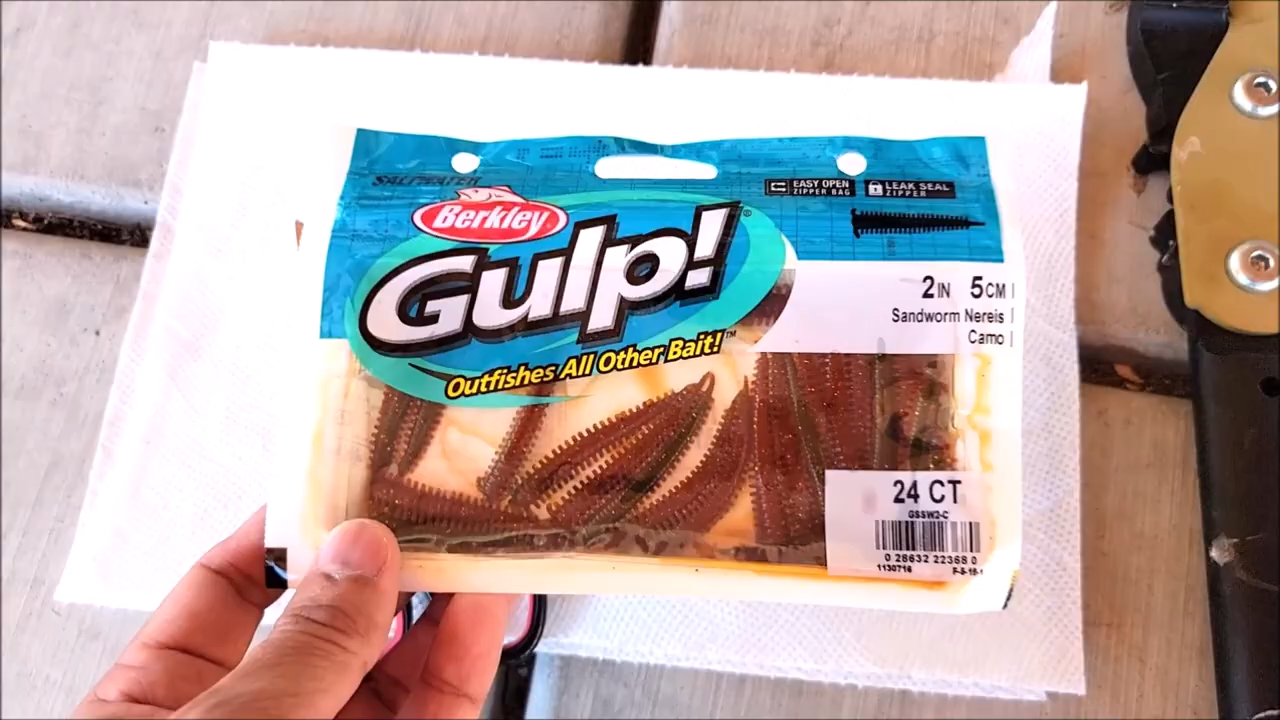 SALTWATER
Berkley
Gulp!®
Outfishes All Other Bait!™
EASY OPEN
ZIPPER BAG
LEAK SEAL
ZIPPER
2IN 5CM
Sandworm Nereis
Camo
24 CT
GSSW2-C
0 28632 22368 0
1130716